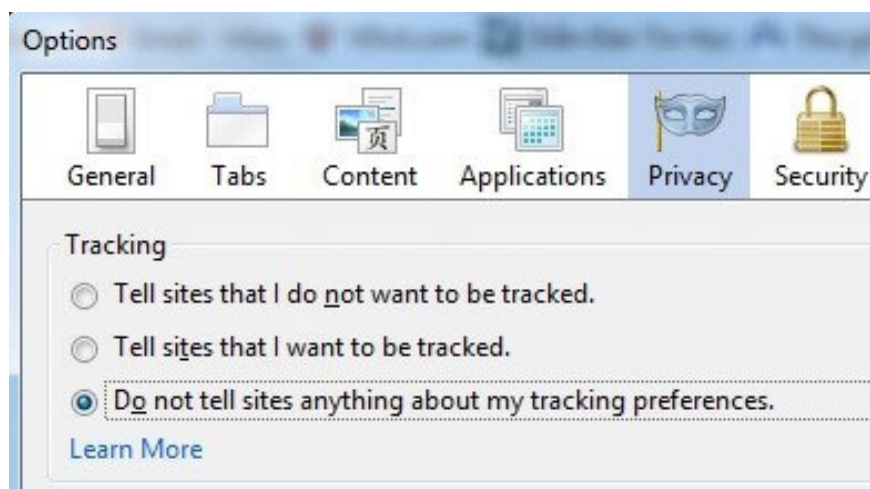 Options
General Tabs Content Applications Privacy Security
Tracking
Tell sites that I do not want to be tracked.
Tell sites that I want to be tracked.
Do not tell sites anything about my tracking preferences.
Learn More